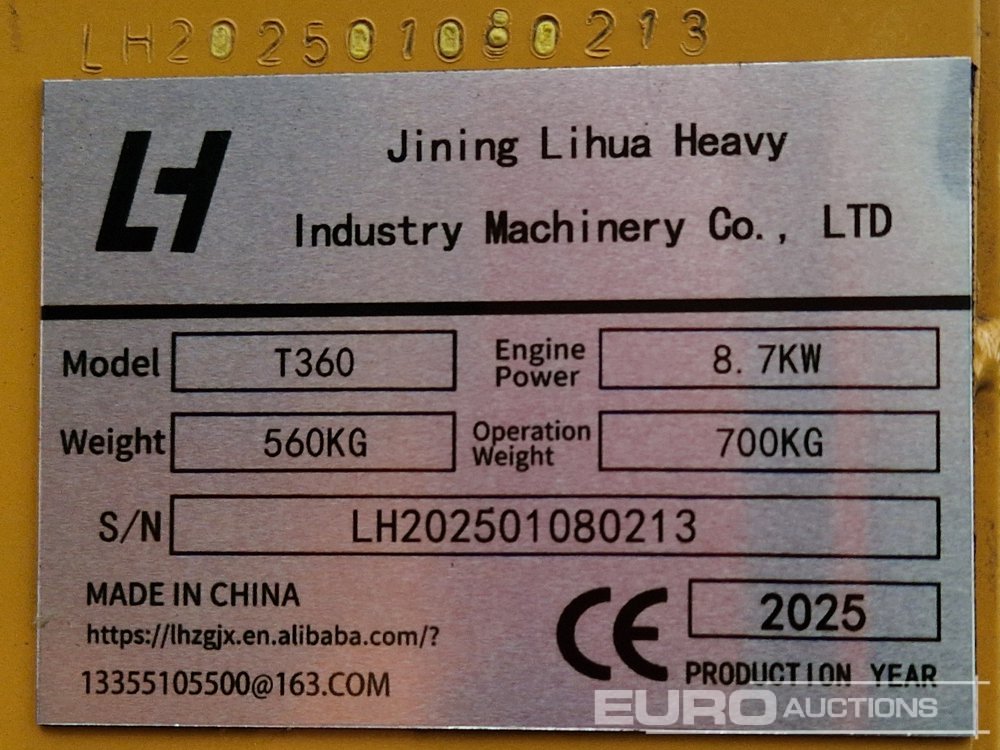 LH202501080213
LH
Jining Lihua Heavy
Industry Machinery Co., LTD
Model T360
Engine Power 8.7KW
Weight 560KG
Operation Weight 700KG
S/N LH202501080213
MADE IN CHINA
https://lhzgjx.en.alibaba.com/?
13355105500@163.COM
CE
2025
PRODUCTION YEAR
EURO AUCTIONS